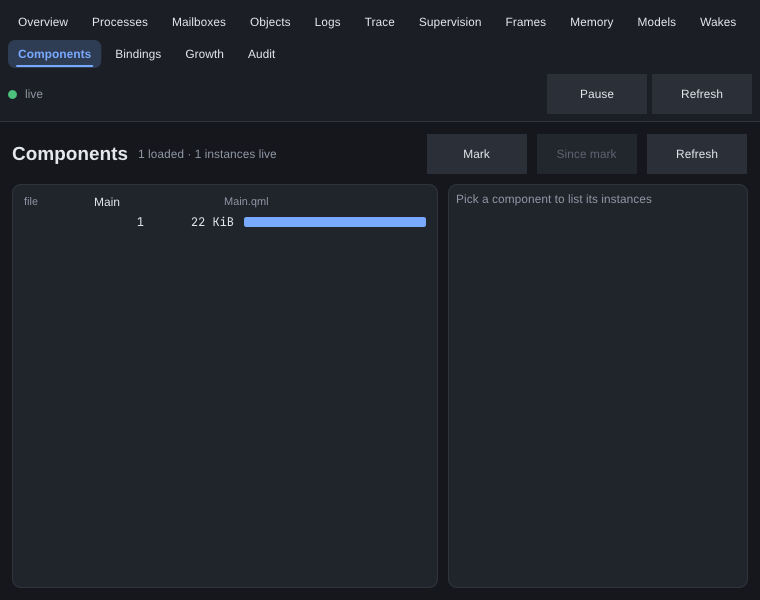 Overview Processes Mailboxes Objects Logs Trace Supervision Frames Memory Models Wakes
Components Bindings Growth Audit
live Pause Refresh
Components 1 loaded · 1 instances live Mark Since mark Refresh
file Main Main.qml
1 22 KiB
Pick a component to list its instances